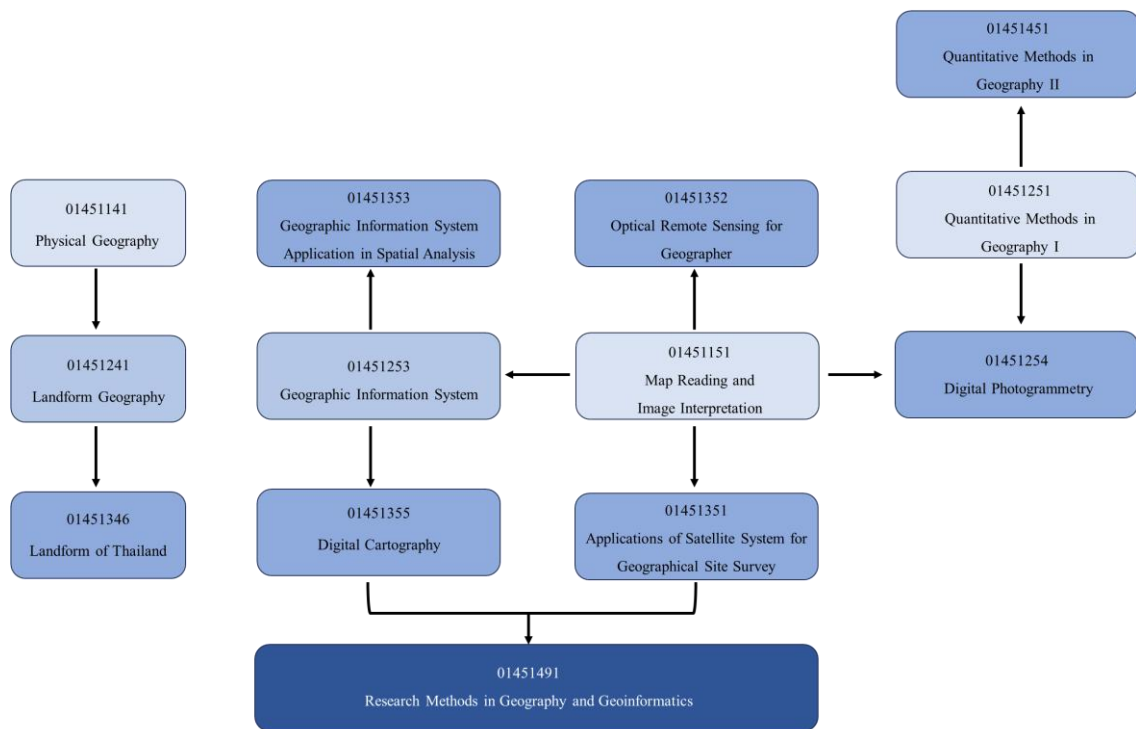 01451451
Quantitative Methods in
Geography II
01451141
Physical Geography
01451353
Geographic Information System
Application in Spatial Analysis
01451352
Optical Remote Sensing for
Geographer
01451251
Quantitative Methods in
Geography I
01451241
Landform Geography
01451253
Geographic Information System
01451151
Map Reading and
Image Interpretation
01451254
Digital Photogrammetry
01451346
Landform of Thailand
01451355
Digital Cartography
01451351
Applications of Satellite System for
Geographical Site Survey
01451491
Research Methods in Geography and Geoinformatics